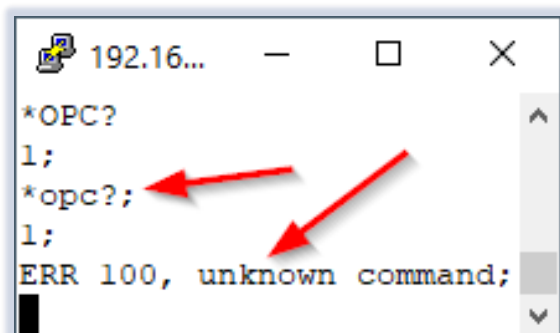 192.16...
*OPC?
1;
*opc?;
1;
ERR 100, unknown command;